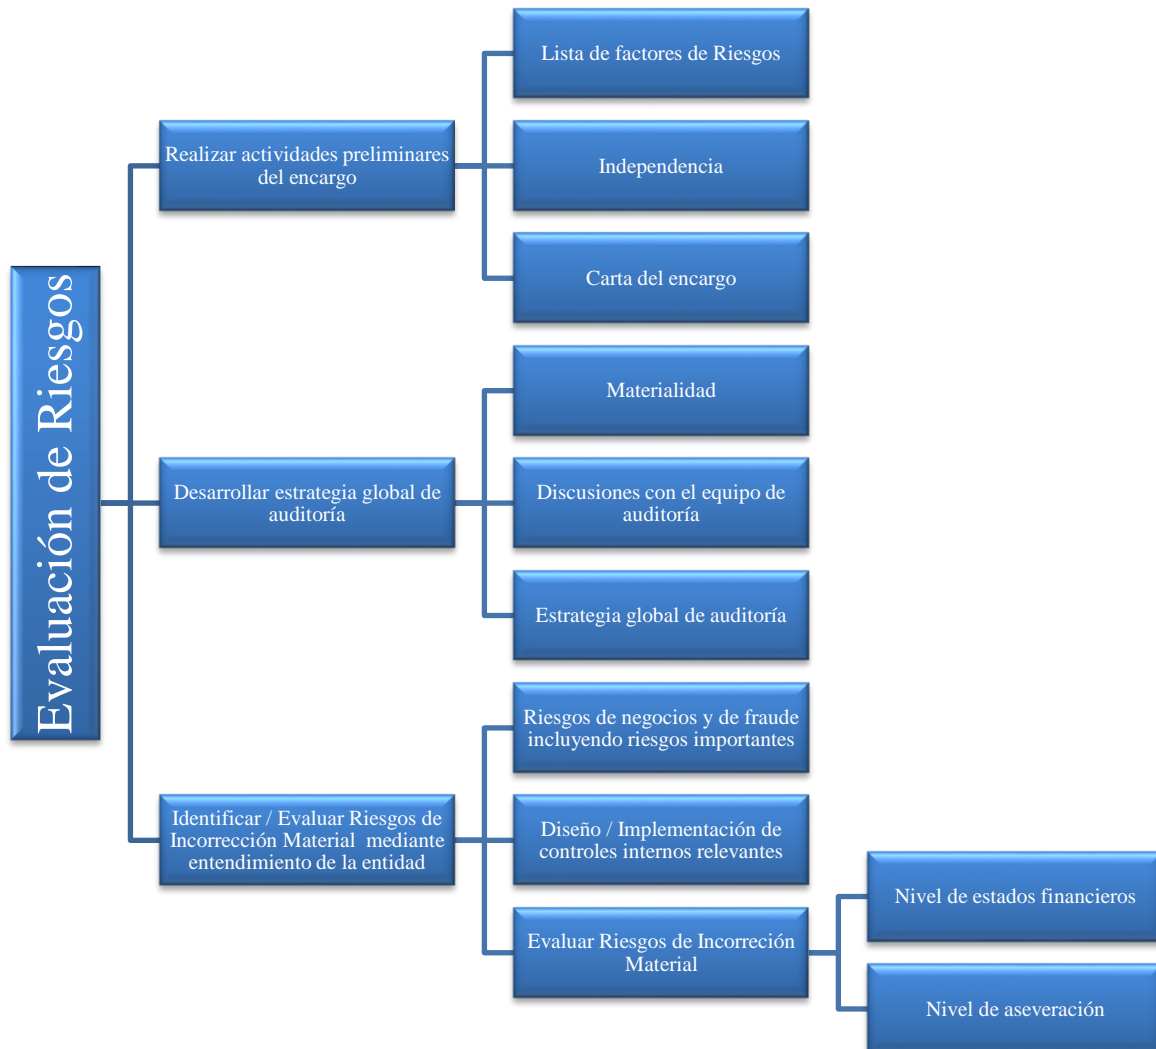 Evaluación de Riesgos
Realizar actividades preliminares
del encargo
Lista de factores de Riesgos
Independencia
Carta del encargo
Desarrollar estrategia global de
auditoría
Materialidad
Discusiones con el equipo de
auditoría
Estrategia global de auditoría
Identificar / Evaluar Riesgos de
Incorrección Material mediante
entendimiento de la entidad
Riesgos de negocios y de fraude
incluyendo riesgos importantes
Diseño / Implementación de
controles internos relevantes
Evaluar Riesgos de Incorreción
Material
Nivel de estados financieros
Nivel de aseveración